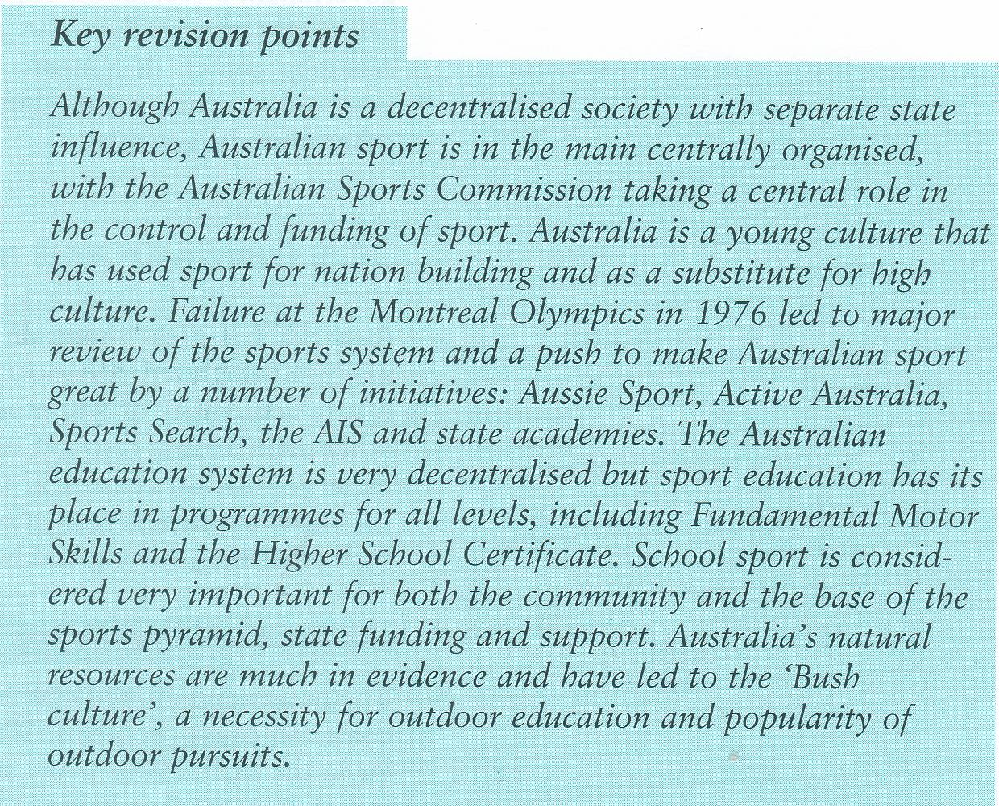 Key revision points
Although Australia is a decentralised society with separate state
influence, Australian sport is in the main centrally organised,
with the Australian Sports Commission taking a central role in
the control and funding of sport. Australia is a young culture that
has used sport for nation building and as a substitute for high
culture. Failure at the Montreal Olympics in 1976 led to major
review of the sports system and a push to make Australian sport
great by a number of initiatives: Aussie Sport, Active Australia,
Sports Search, the AIS and state academies. The Australian
education system is very decentralised but sport education has its
place in programmes for all levels, including Fundamental Motor
Skills and the Higher School Certificate. School sport is consid-
ered very important for both the community and the base of the
sports pyramid, state funding and support. Australia’s natural
resources are much in evidence and have led to the ‘Bush
culture’, a necessity for outdoor education and popularity of
outdoor pursuits.